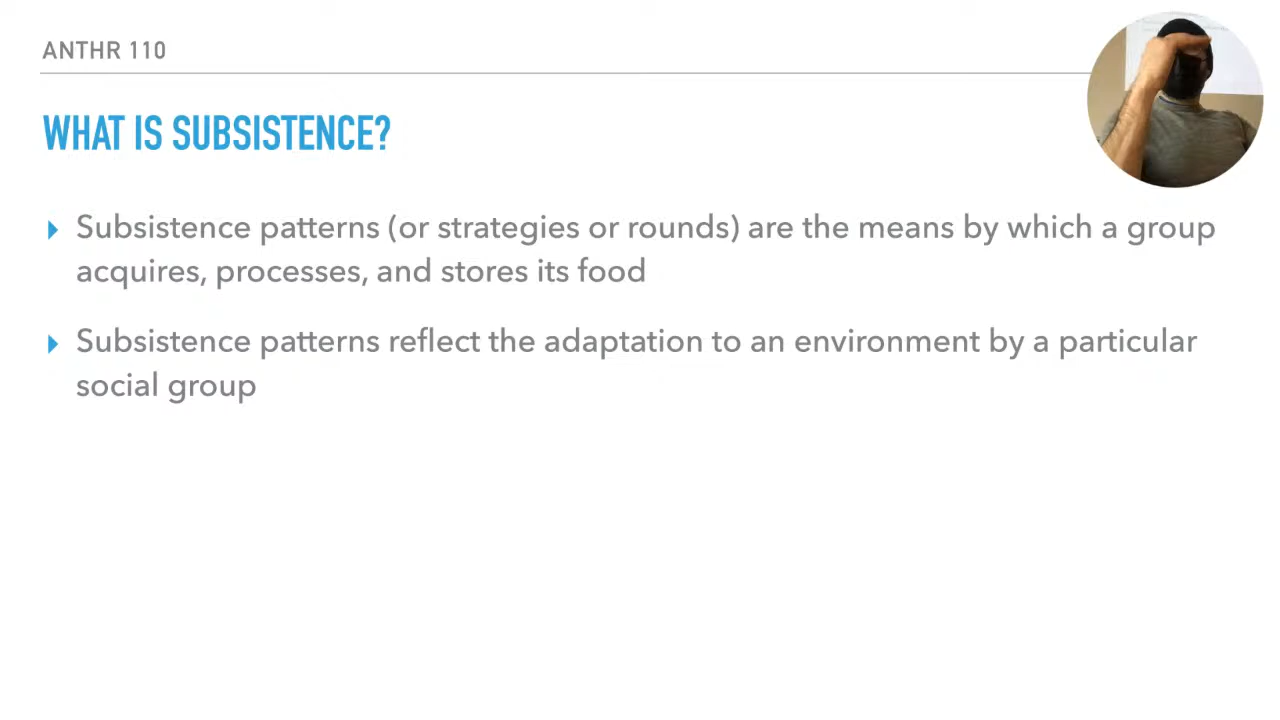 ANTHR 110
WHAT IS SUBSISTENCE?
Subsistence patterns (or strategies or rounds) are the means by which a group
acquires, processes, and stores its food
Subsistence patterns reflect the adaptation to an environment by a particular
social group